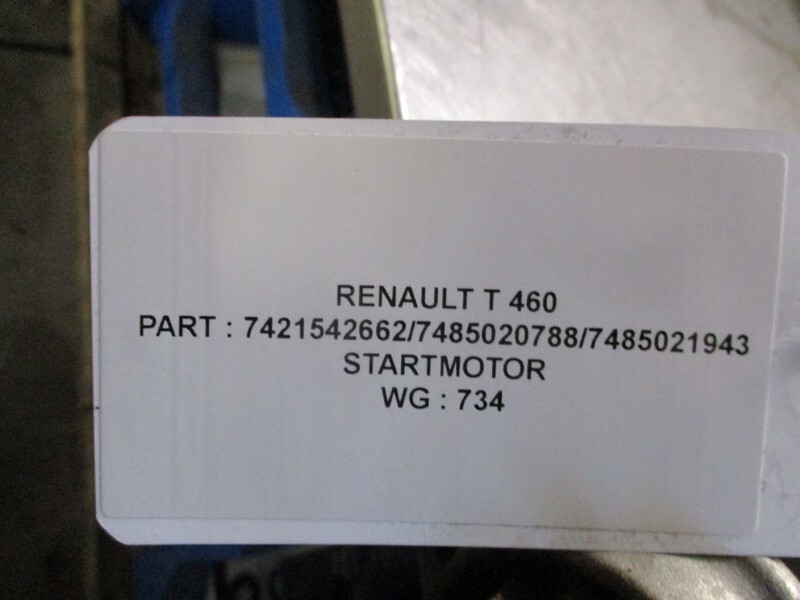 RENAULT T 460
PART : 7421542662/7485020788/7485021943
STARTMOTOR
WG : 734